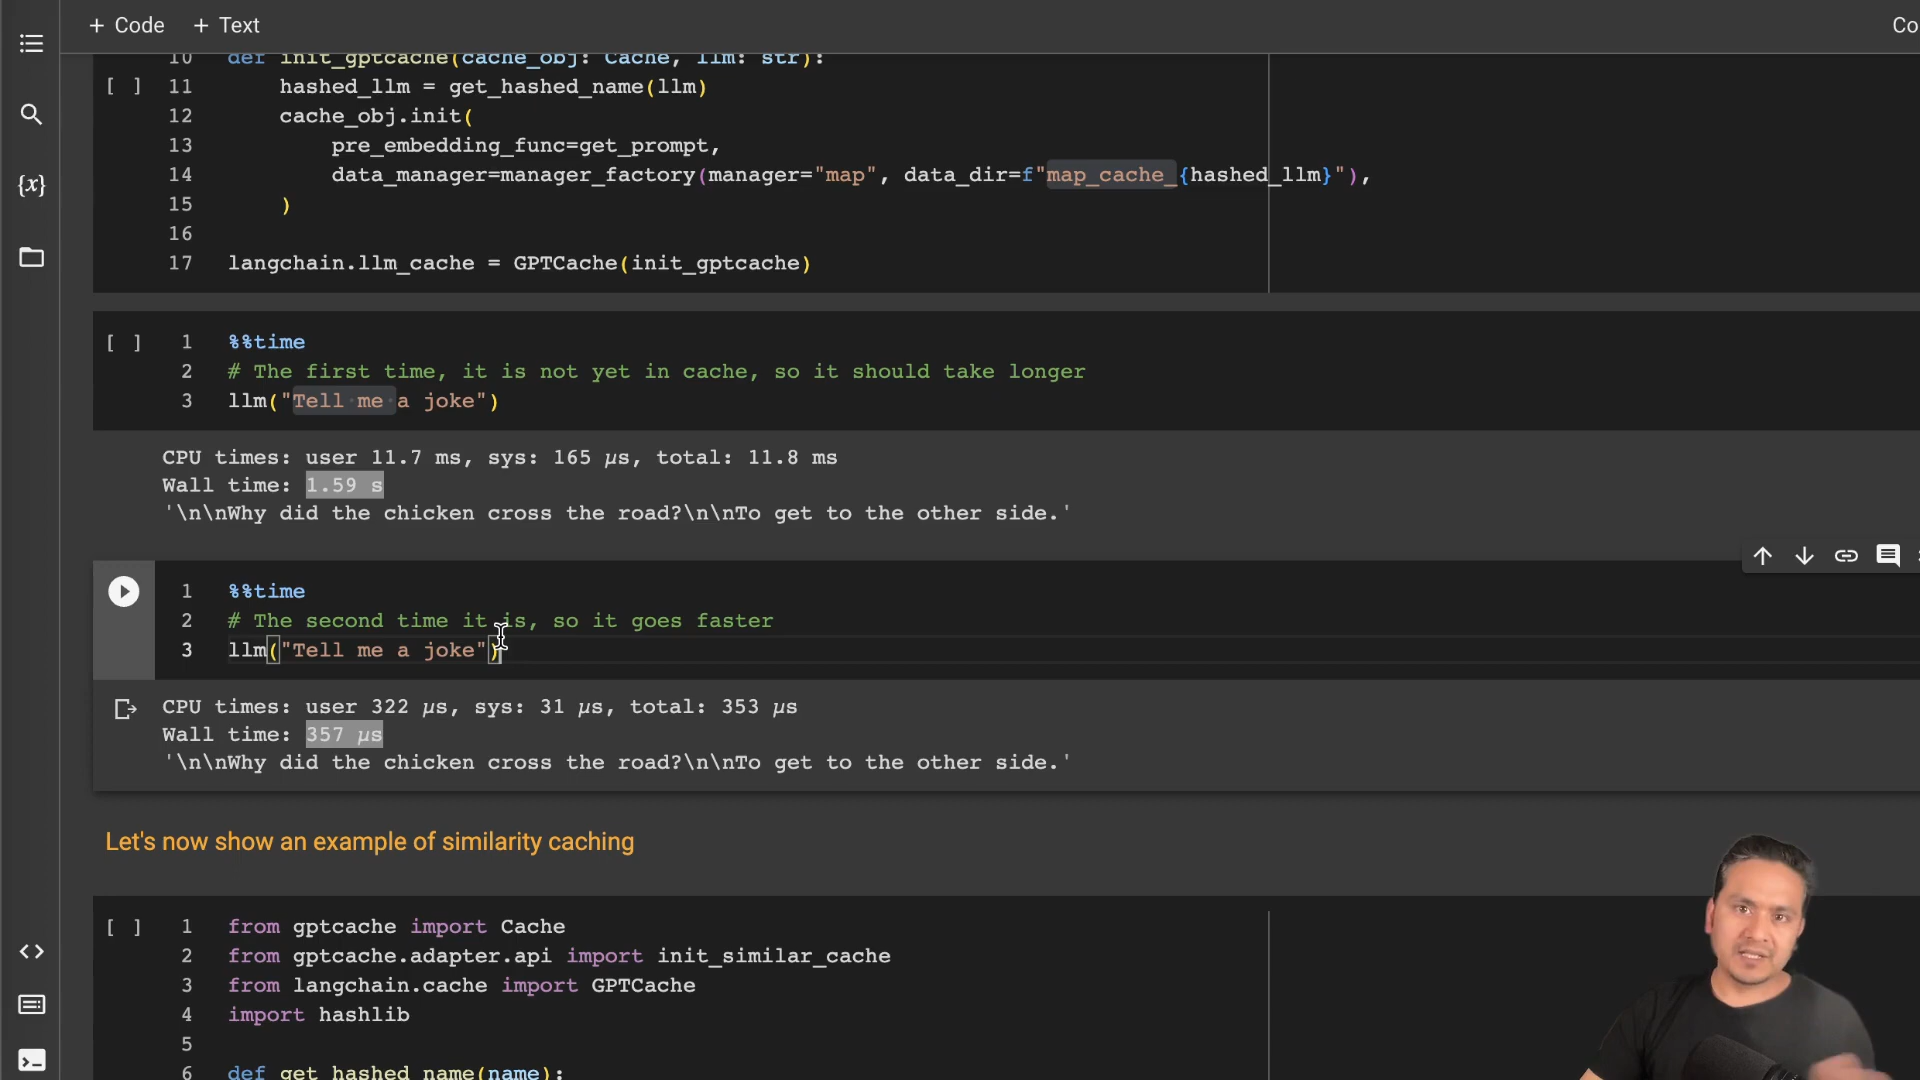 + Code + Text Co
10 def init_gptcache(cache_obj: Cache, llm: str):
[ ] 11 hashed_llm = get_hashed_name(llm)
12 cache_obj.init(
13 pre_embedding_func=get_prompt,
14 data_manager=manager_factory(manager="map", data_dir=f"map_cache_{hashed_llm}"),
15 )
16
17 langchain.llm_cache = GPTCache(init_gptcache)
[ ] 1 %%time
2 # The first time, it is not yet in cache, so it should take longer
3 llm("Tell me a joke")
CPU times: user 11.7 ms, sys: 165 µs, total: 11.8 ms
Wall time: 1.59 s
'\n\nWhy did the chicken cross the road?\n\nTo get to the other side.'
1 %%time
2 # The second time it is, so it goes faster
3 llm("Tell me a joke")
CPU times: user 322 µs, sys: 31 µs, total: 353 µs
Wall time: 357 µs
'\n\nWhy did the chicken cross the road?\n\nTo get to the other side.'
Let's now show an example of similarity caching
[ ] 1 from gptcache import Cache
2 from gptcache.adapter.api import init_similar_cache
3 from langchain.cache import GPTCache
4 import hashlib
5
6 def get_hashed_name(name):